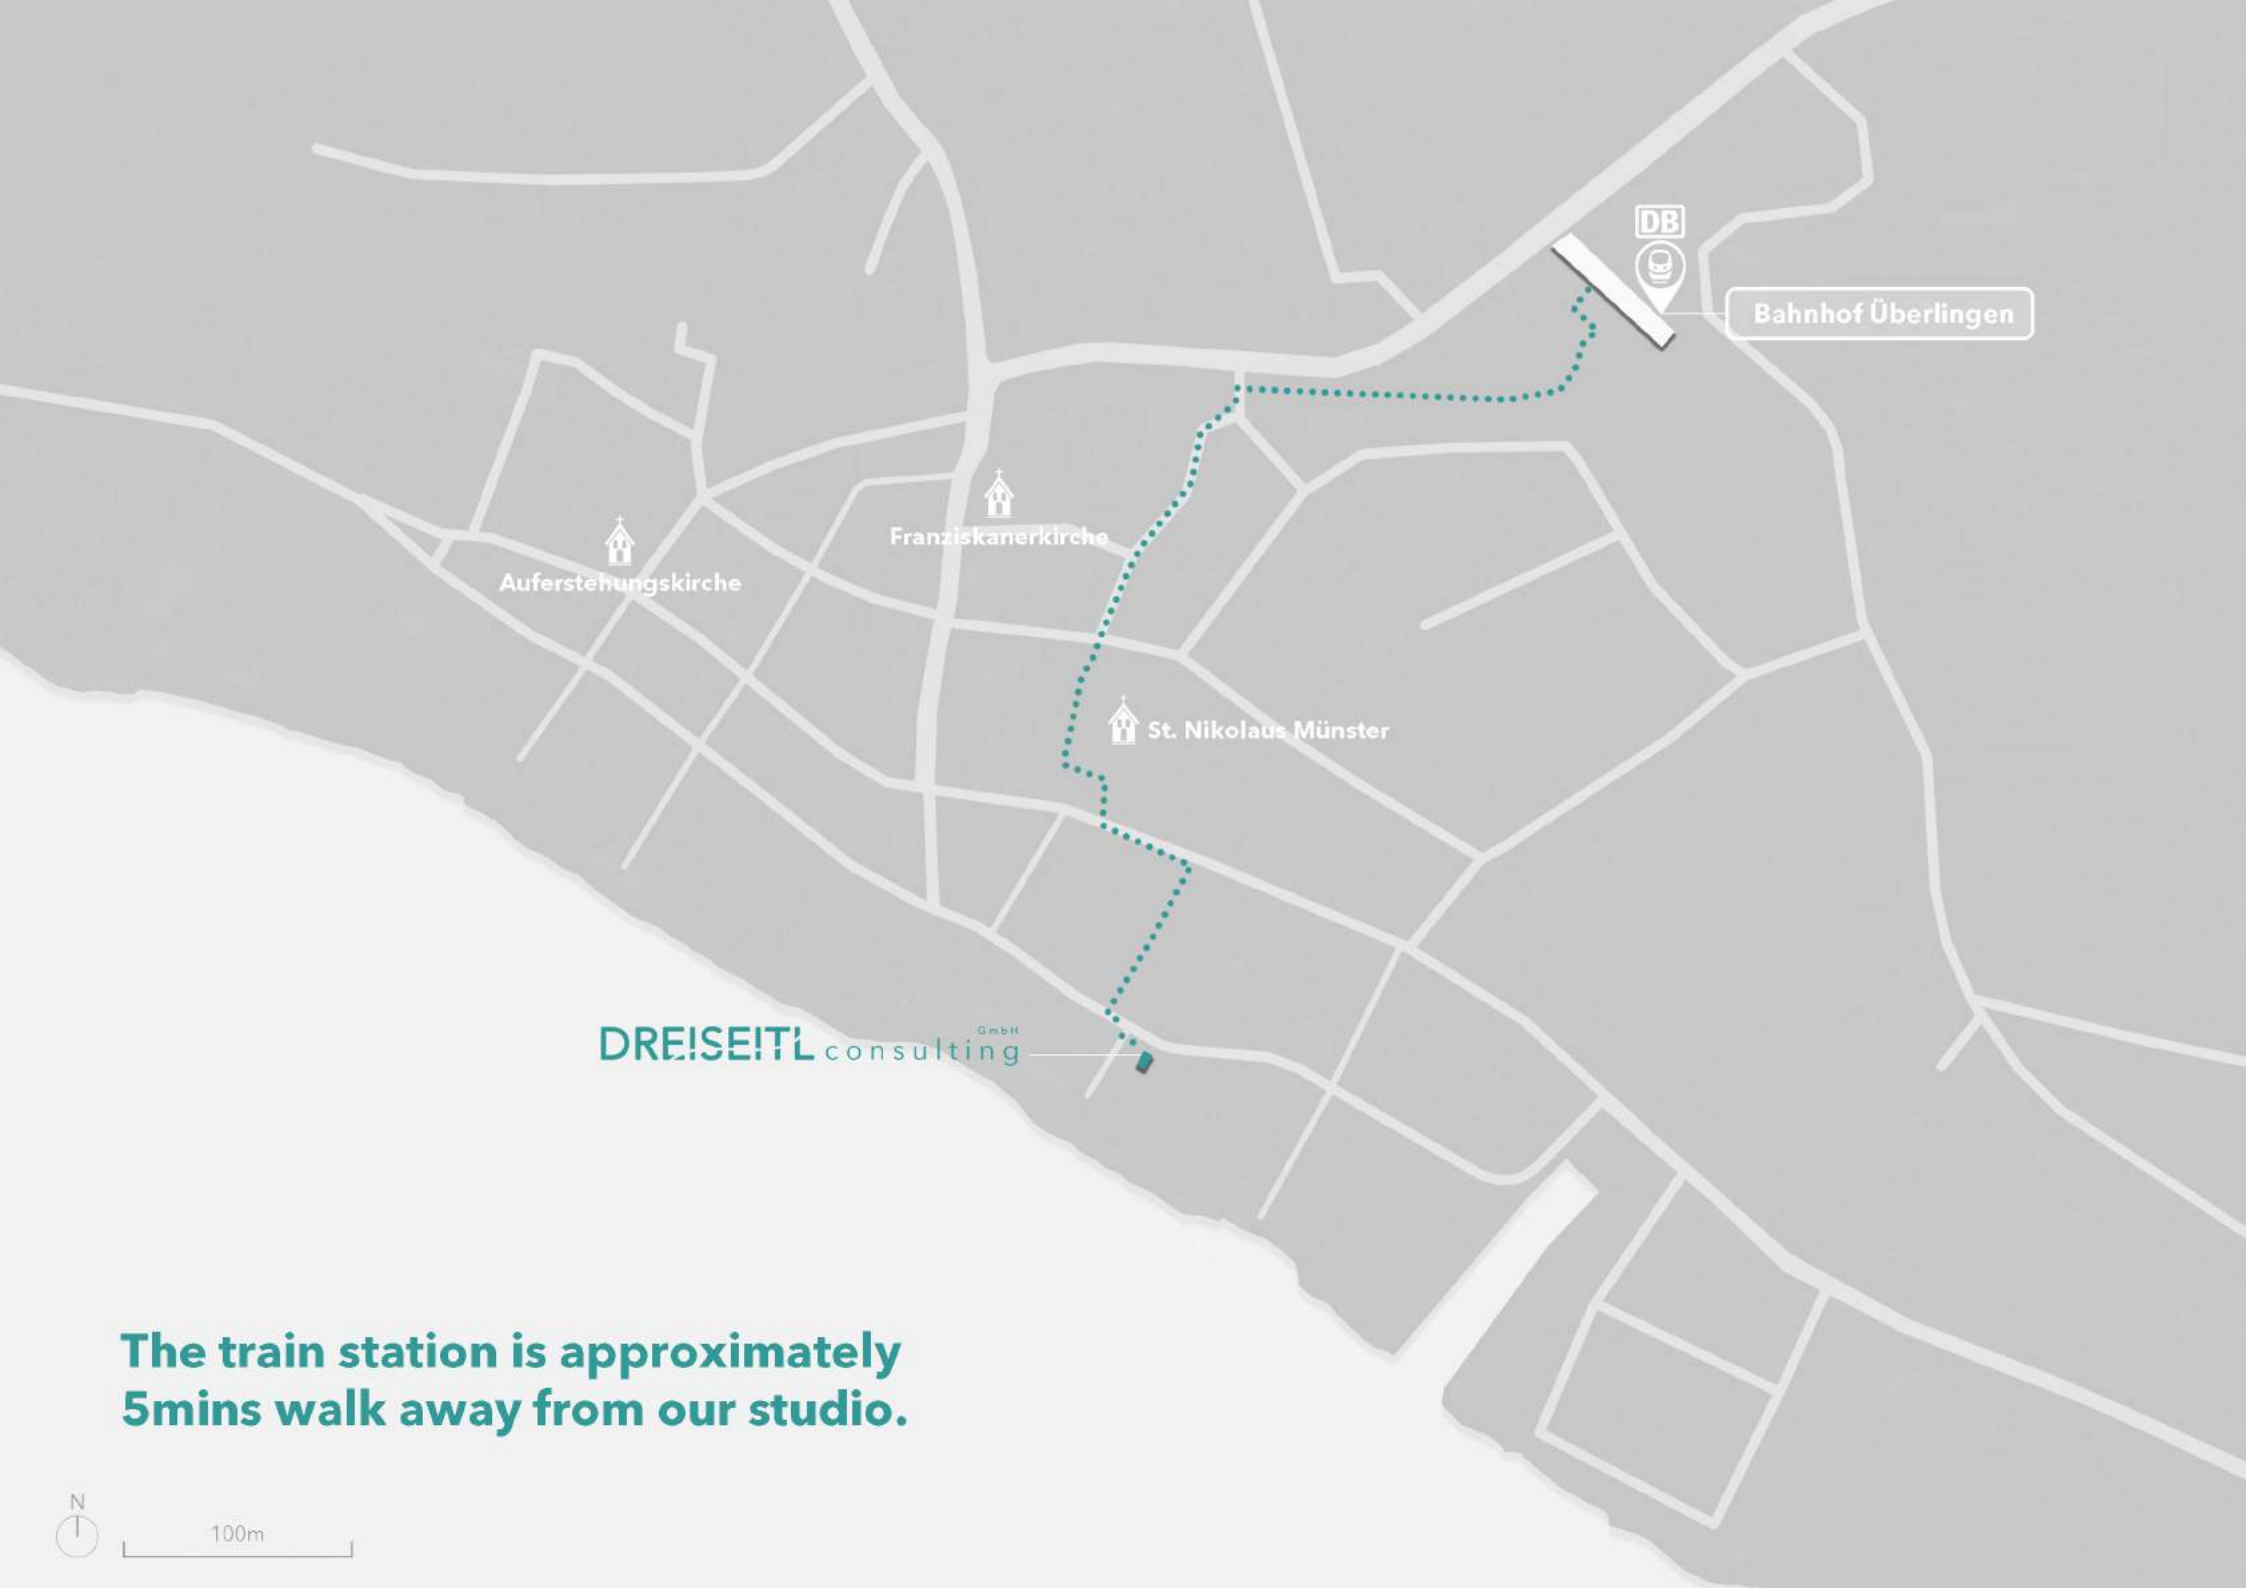 DB
Bahnhof Überlingen
Franziskanerkirche
Auferstehungskirche
St. Nikolaus Münster
DREISEITL consulting GmbH
The train station is approximately
5mins walk away from our studio.
N
100m